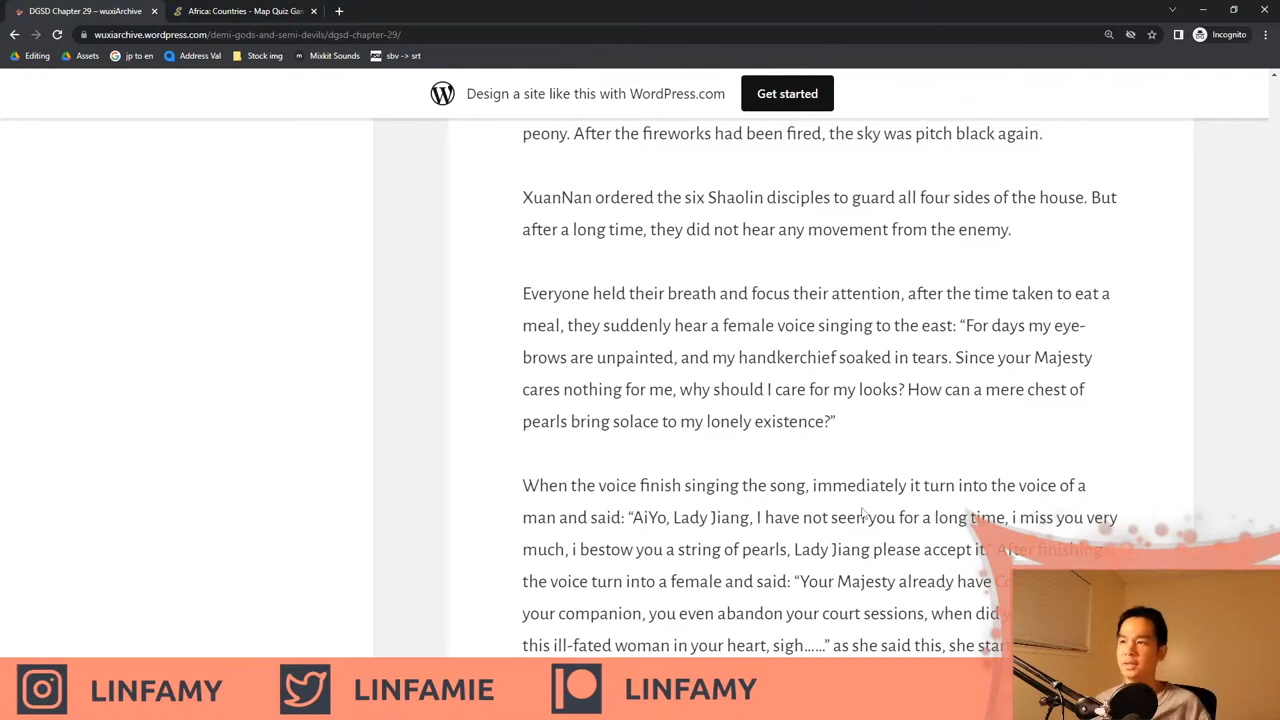 DGSD Chapter 29 – wuxiArchive
Africa: Countries - Map Quiz Gam
wuxiarchive.wordpress.com/demi-gods-and-semi-devils/dgsd-chapter-29/
Incognito
Editing
Assets
jp to en
Address Val
Stock img
Mixkit Sounds
sbv -> srt
Design a site like this with WordPress.com
Get started
peony. After the fireworks had been fired, the sky was pitch black again.
XuanNan ordered the six Shaolin disciples to guard all four sides of the house. But
after a long time, they did not hear any movement from the enemy.
Everyone held their breath and focus their attention, after the time taken to eat a
meal, they suddenly hear a female voice singing to the east: “For days my eye-
brows are unpainted, and my handkerchief soaked in tears. Since your Majesty
cares nothing for me, why should I care for my looks? How can a mere chest of
pearls bring solace to my lonely existence?”
When the voice finish singing the song, immediately it turn into the voice of a
man and said: “AiYo, Lady Jiang, I have not seen you for a long time, i miss you very
much, i bestow you a string of pearls, Lady Jiang please accept it.” After finishing
the voice turn into a female and said: “Your Majesty already have
your companion, you even abandon your court sessions, when did
this ill-fated woman in your heart, sigh……” as she said this, she
LINFAMY
LINFAMIE
LINFAMY